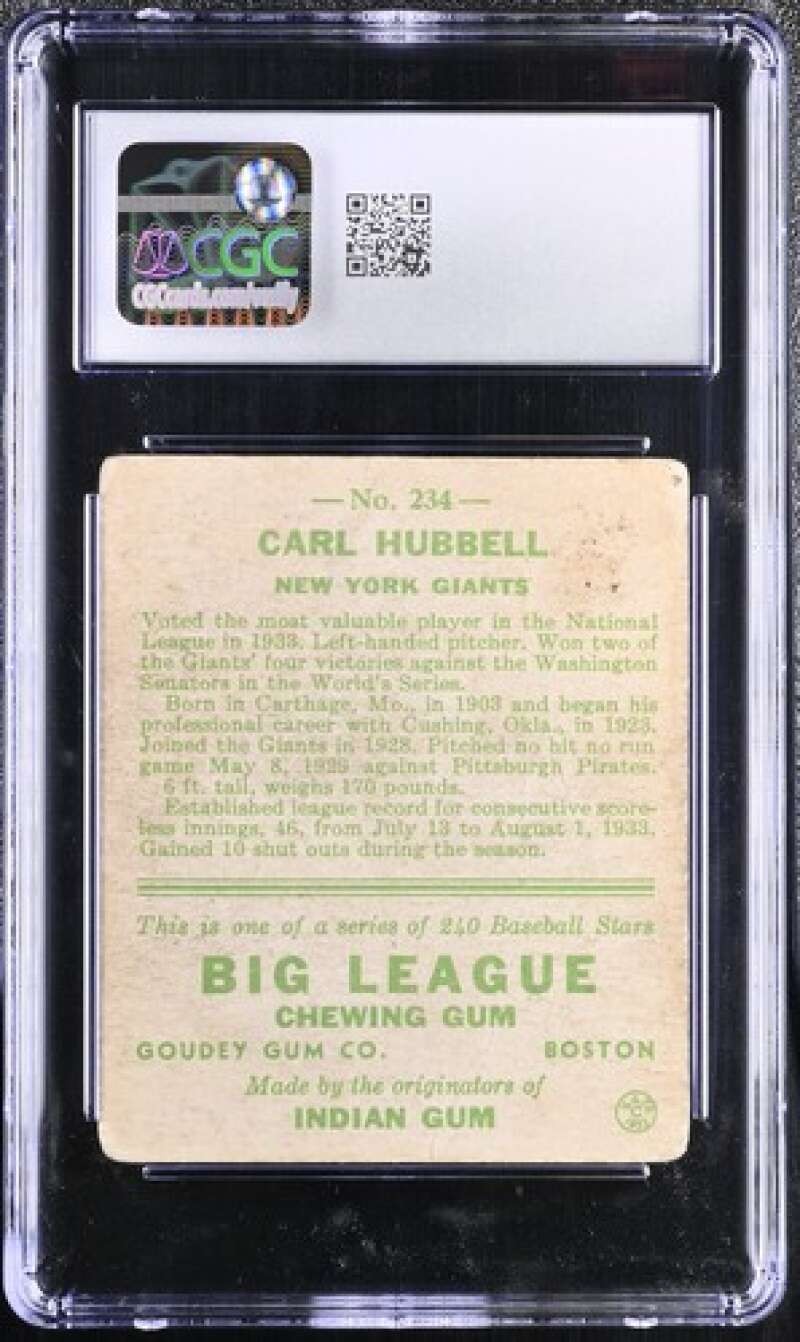 CGC
— No. 234 —
CARL HUBBELL
NEW YORK GIANTS
Voted the most valuable player in the National
League in 1933. Left-handed pitcher. Won two of
the Giants' four victories against the Washington
Senators in the World's Series.
Born in Carthage, Mo., in 1903 and began his
professional career with Cushing, Okla., in 1923.
Joined the Giants in 1928. Pitched no hit no run
game May 8, 1929 against Pittsburgh Pirates.
6 ft. tall, weighs 170 pounds.
Established league record for consecutive score-
less innings, 46, from July 13 to August 1, 1933.
Gained 10 shut outs during the season.
This is one of a series of 240 Baseball Stars
BIG LEAGUE
CHEWING GUM
GOUDEY GUM CO. BOSTON
Made by the originators of
INDIAN GUM